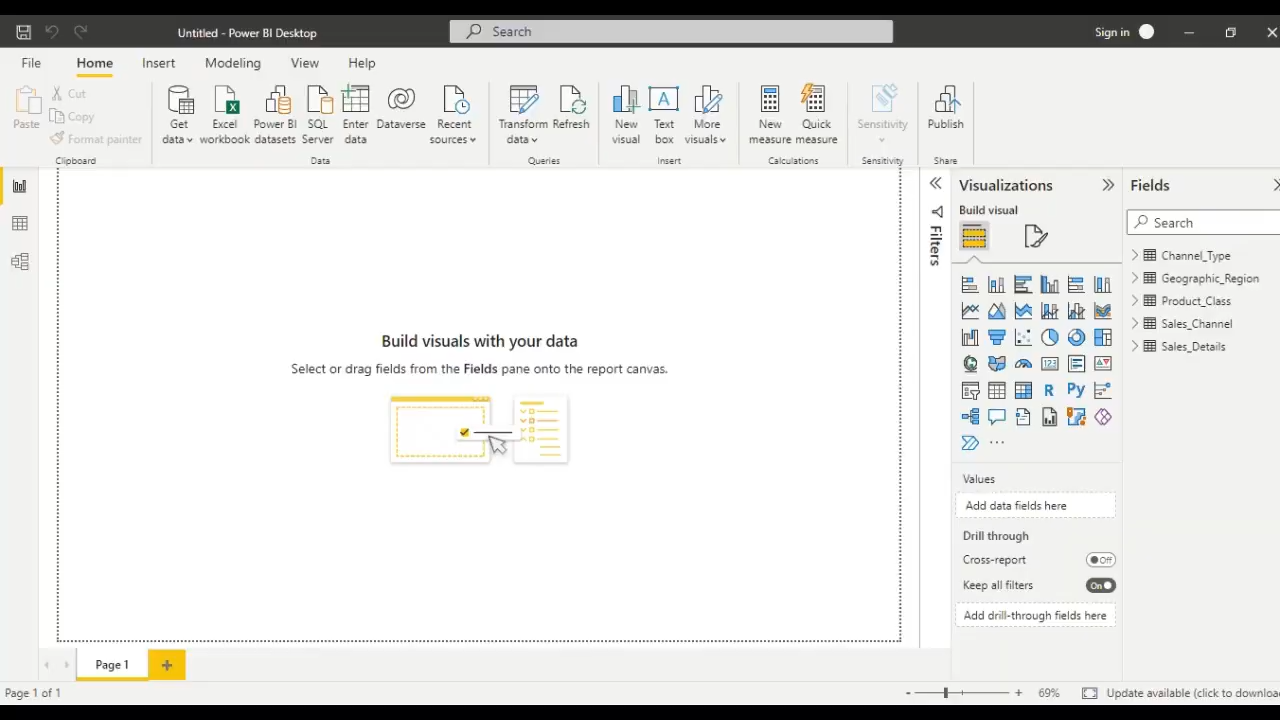 Untitled - Power BI Desktop
Search
Sign in
File Home Insert Modeling View Help
Paste
Cut
Copy
Format painter
Clipboard
Get data
Excel workbook
Power BI datasets
SQL Server
Enter data
Dataverse
Recent sources
Data
Transform data
Refresh
Queries
New visual
Text box
More visuals
Insert
New measure
Quick measure
Calculations
Sensitivity
Sensitivity
Publish
Share
Build visuals with your data
Select or drag fields from the Fields pane onto the report canvas.
Filters
Visualizations
Build visual
R
Py
123
Values
Add data fields here
Drill through
Cross-report
Off
Keep all filters
On
Add drill-through fields here
Fields
Search
Channel_Type
Geographic_Region
Product_Class
Sales_Channel
Sales_Details
Page 1
Page 1 of 1
- + 69%
Update available (click to downloa